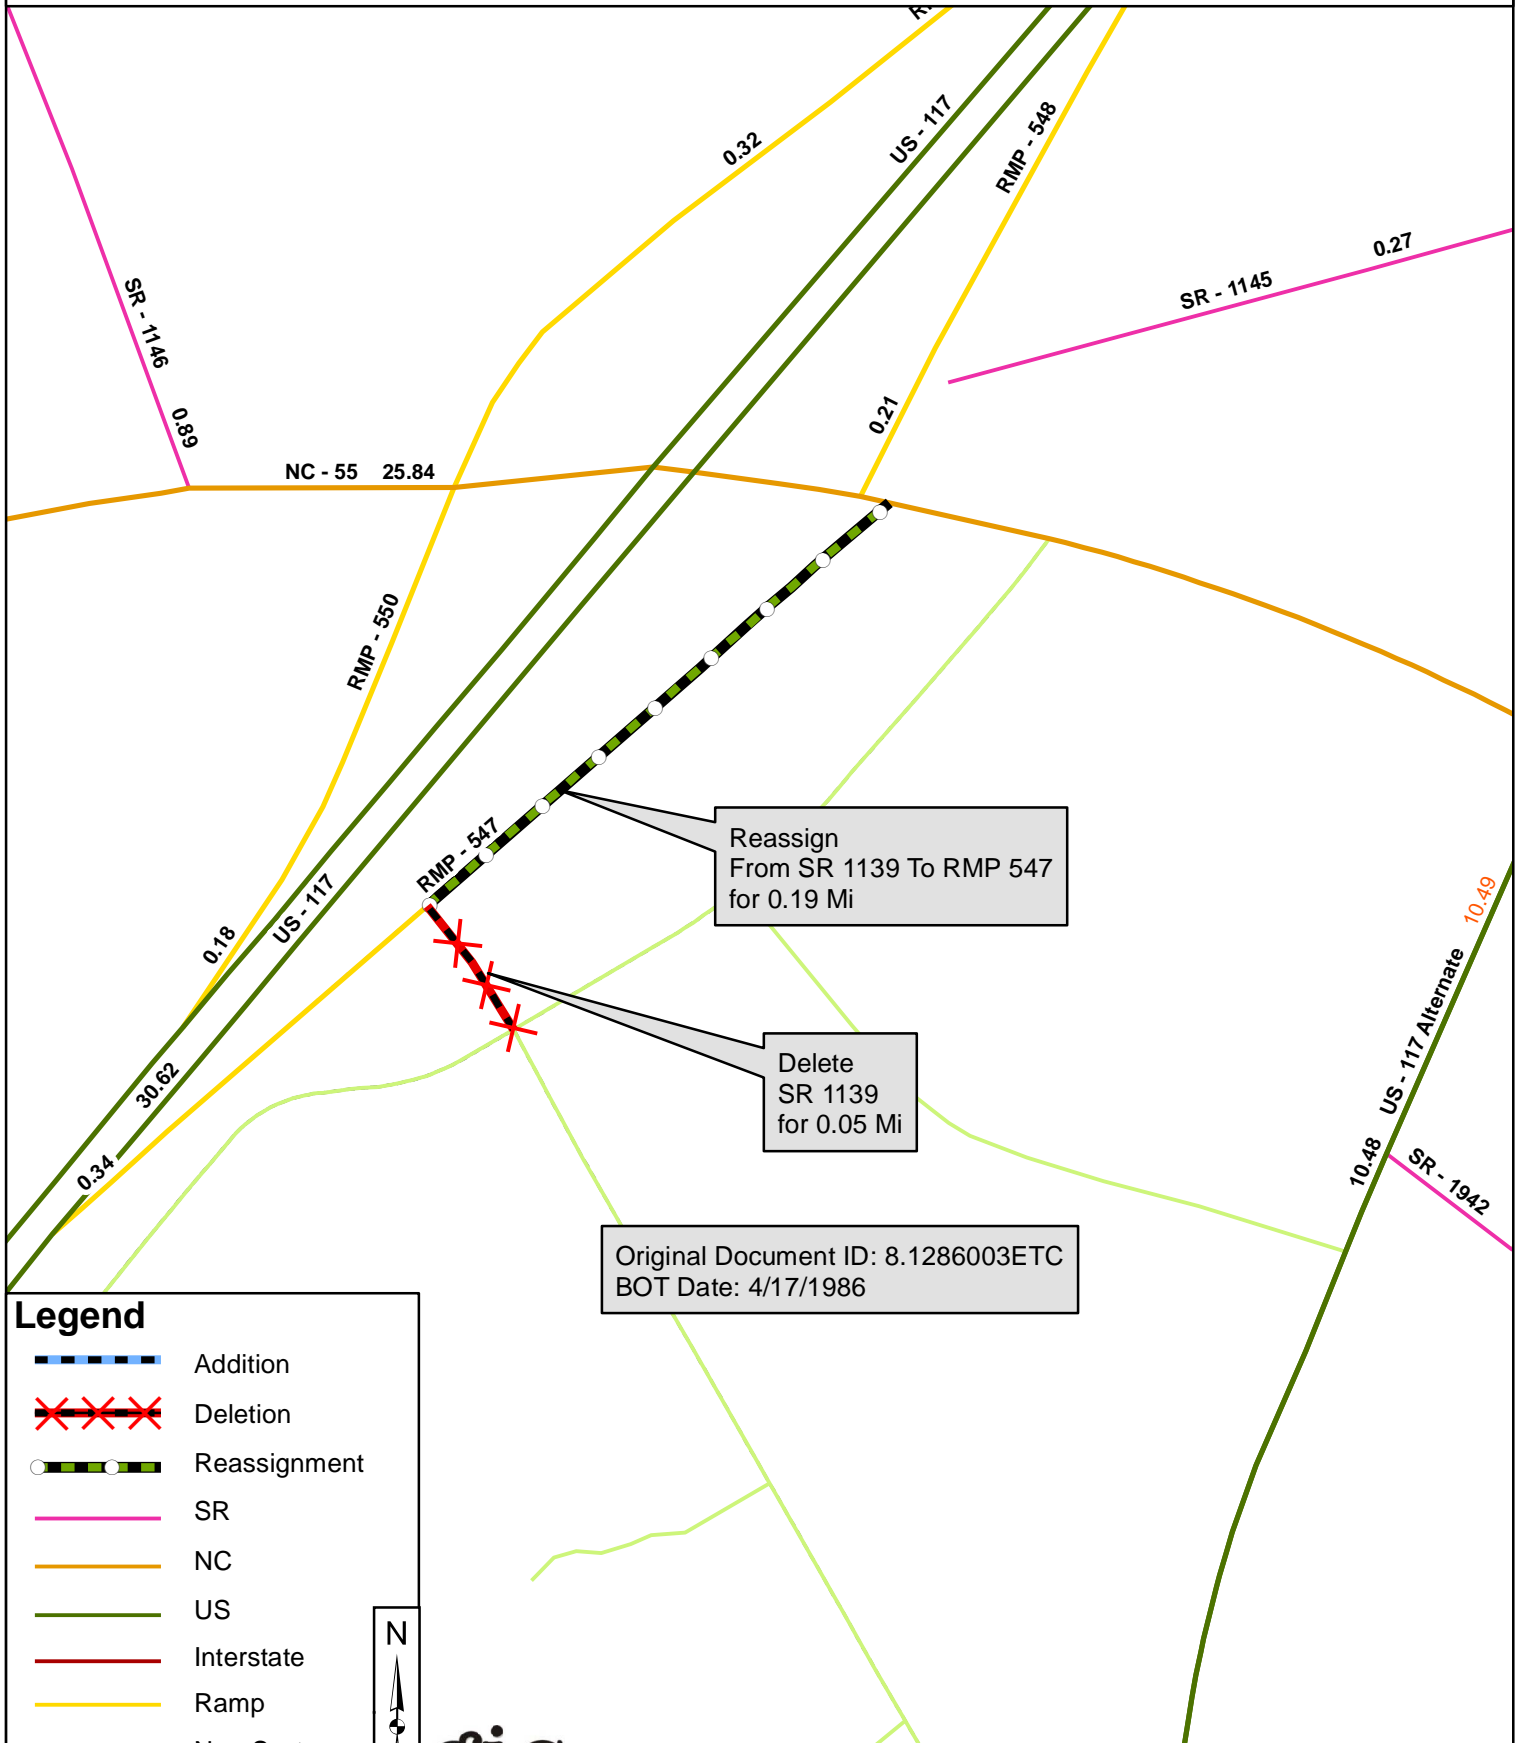 US - 117
RMP - 548
0.32
0.27
SR - 1145
SR - 1146
0.89
0.21
NC - 55 25.84
RMP - 550
RMP - 547
Reassign
From SR 1139 To RMP 547
for 0.19 Mi
US - 117
0.18
10.49
US - 117 Alternate
Delete
SR 1139
for 0.05 Mi
30.62
0.34
10.48
SR - 1942
Original Document ID: 8.1286003ETC
BOT Date: 4/17/1986
Legend
Addition
Deletion
Reassignment
SR
NC
US
Interstate
Ramp
N